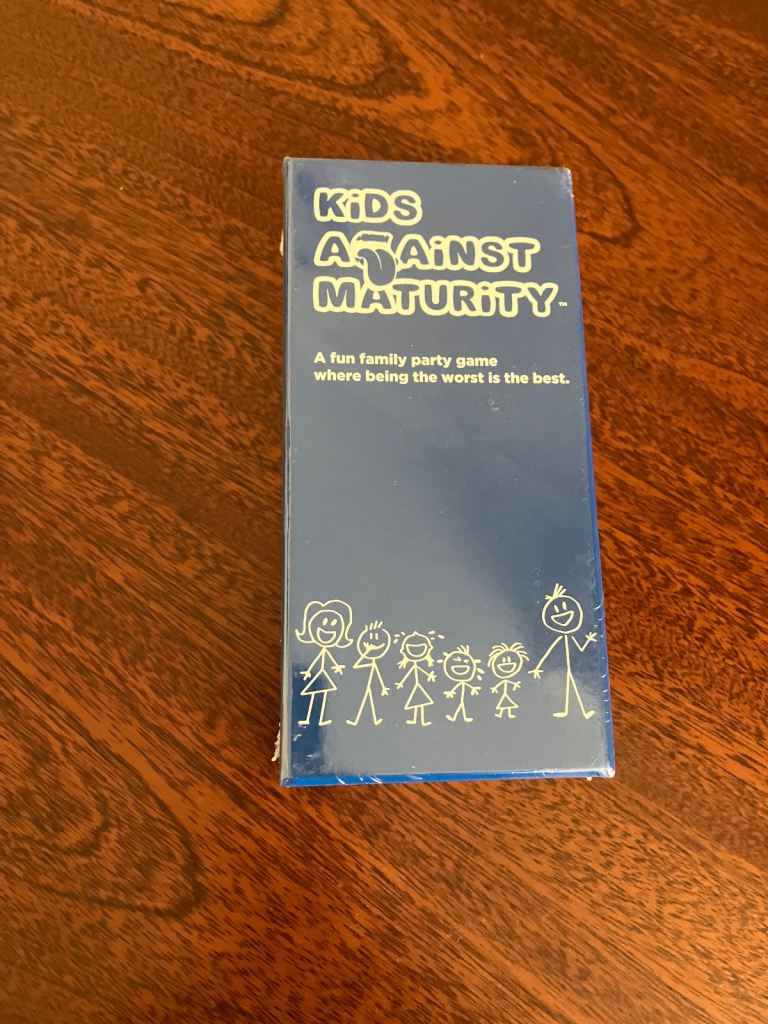 KiDS
AGAiNST
MATURiTY™
A fun family party game
where being the worst is the best.